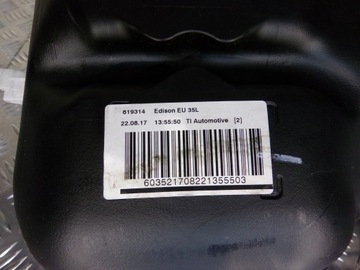 619314 Edison EU 35L
22.08.17 13:55:50 TI Automotive [2]
603521708221355503